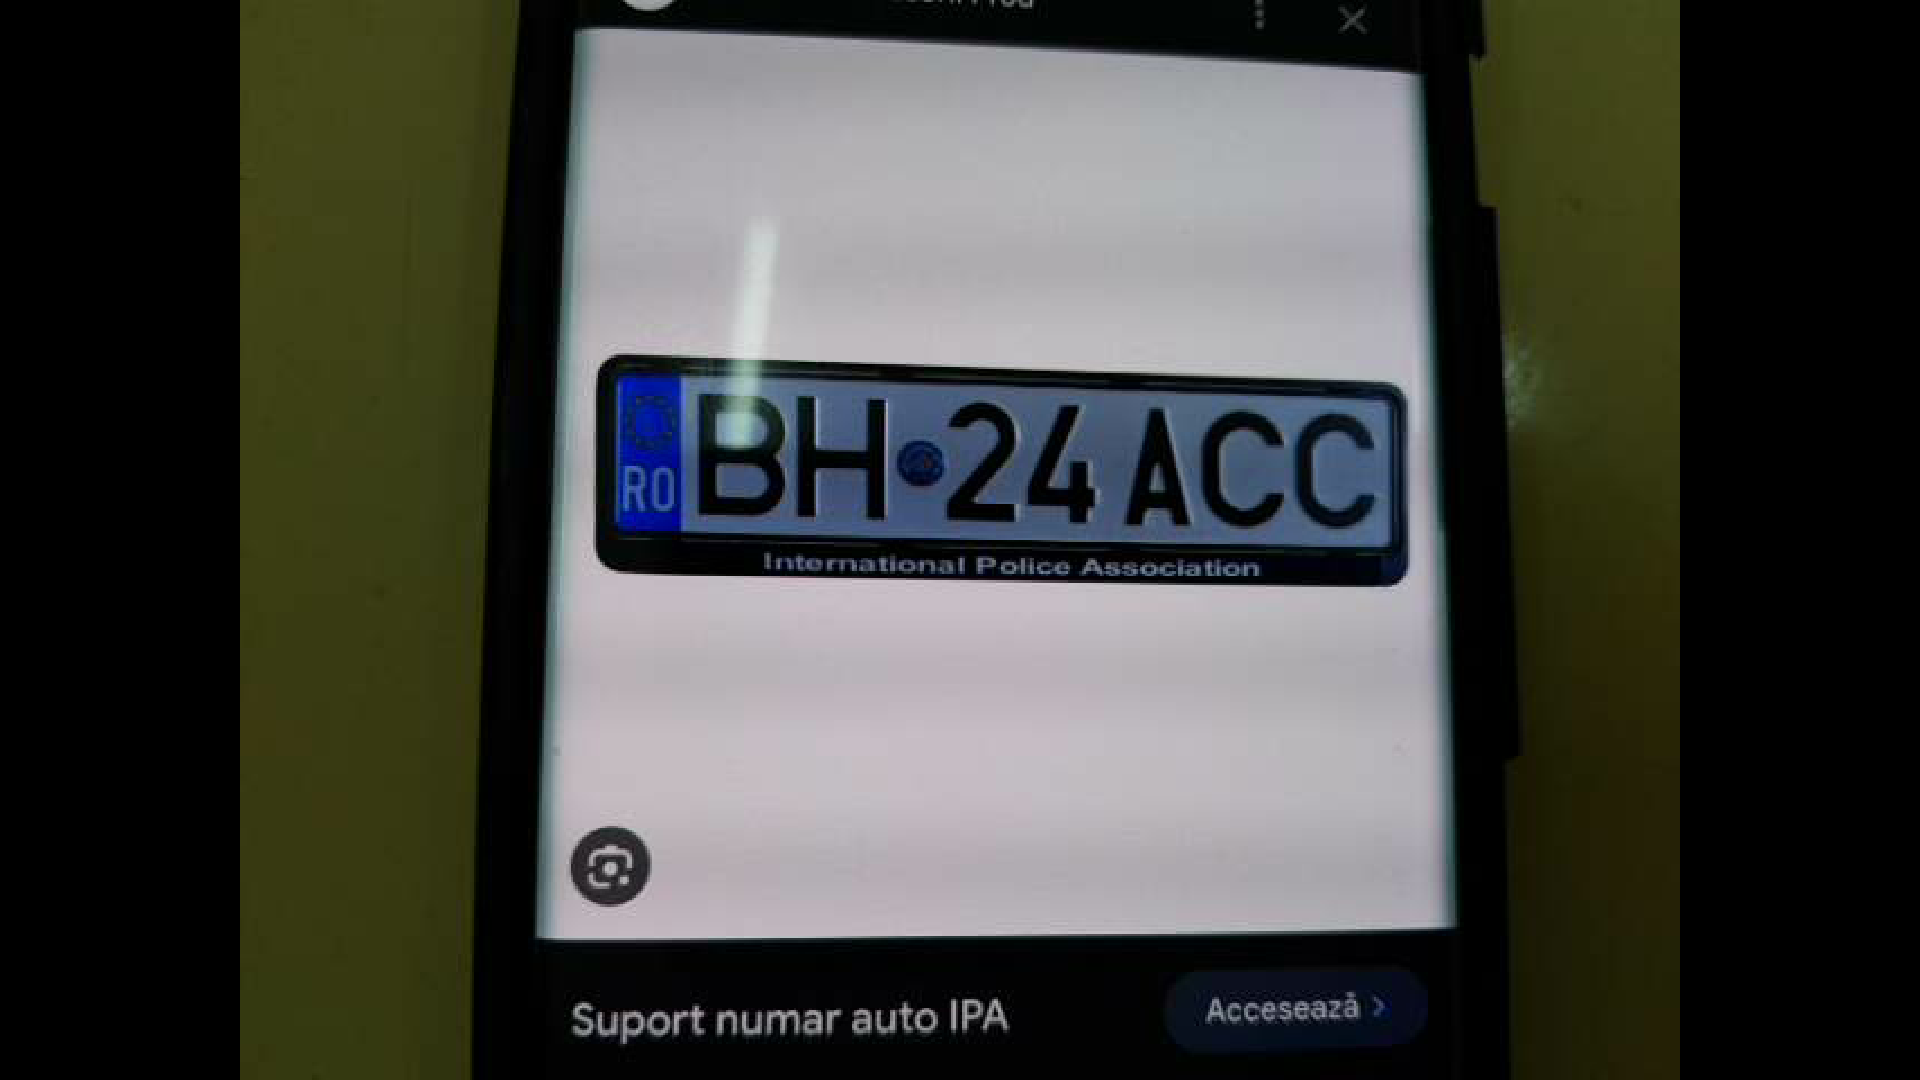 RO
BH 24 ACC
International Police Association
Suport numar auto IPA
Accesează